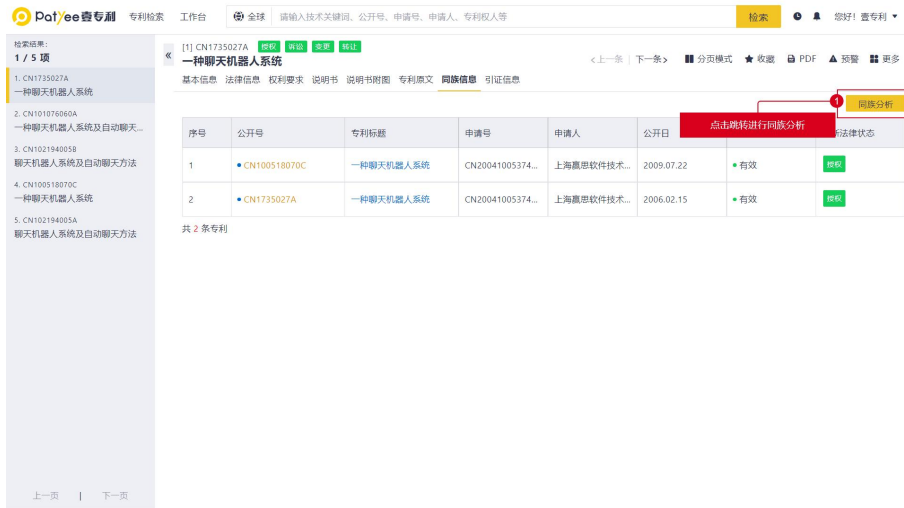 Patyee壹专利 专利检索 工作台 全球 请输入技术关键词、公开号、申请号、申请人、专利权人等 检索 您好！壹专利
检索结果:
1 / 5 项
1. CN1735027A
一种聊天机器人系统
2. CN101076060A
一种聊天机器人系统及自动聊天...
3. CN102194005B
聊天机器人系统及自动聊天方法
4. CN100518070C
一种聊天机器人系统
5. CN102194005A
聊天机器人系统及自动聊天方法
上一页 | 下一页
«
[1] CN1735027A 授权 诉讼 变更 转让
一种聊天机器人系统
<上一条 | 下一条> 分页模式 收藏 PDF 预警 更多
基本信息 法律信息 权利要求 说明书 说明书附图 专利原文 同族信息 引证信息
1 同族分析
点击跳转进行同族分析
序号 公开号 专利标题 申请号 申请人 公开日 法律状态
1 CN100518070C 一种聊天机器人系统 CN20041005374... 上海赢思软件技术... 2009.07.22 有效 授权
2 CN1735027A 一种聊天机器人系统 CN20041005374... 上海赢思软件技术... 2006.02.15 有效 授权
共 2 条专利